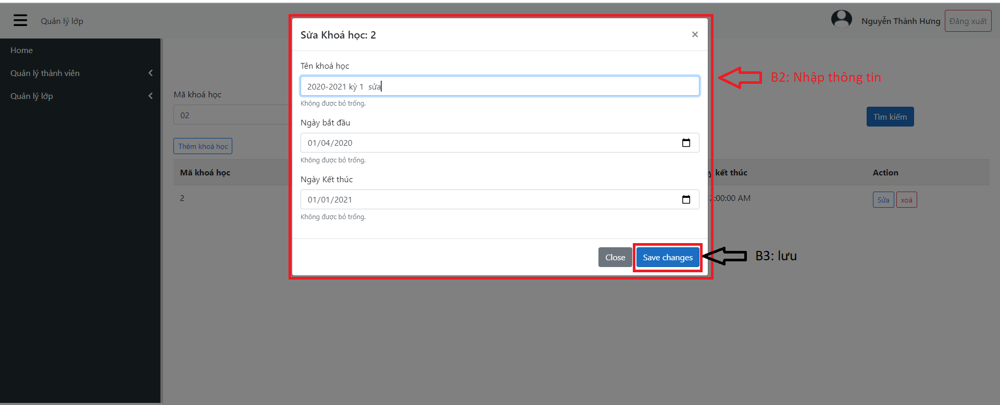 Quản lý lớp
Nguyễn Thành Hưng
Đăng xuất
Home
Quản lý thành viên
Quản lý lớp
Mã khoá học
02
Tìm kiếm
Thêm khoá học
Mã khoá học
kết thúc
Action
2
2:00:00 AM
Sửa
xoá
Sửa Khoá học: 2
×
Tên khoá học
2020-2021 kỳ 1  sửa
Không được bỏ trống.
Ngày bắt đầu
01/04/2020
Không được bỏ trống.
Ngày Kết thúc
01/01/2021
Không được bỏ trống.
Close
Save changes
B2: Nhập thông tin
B3: lưu